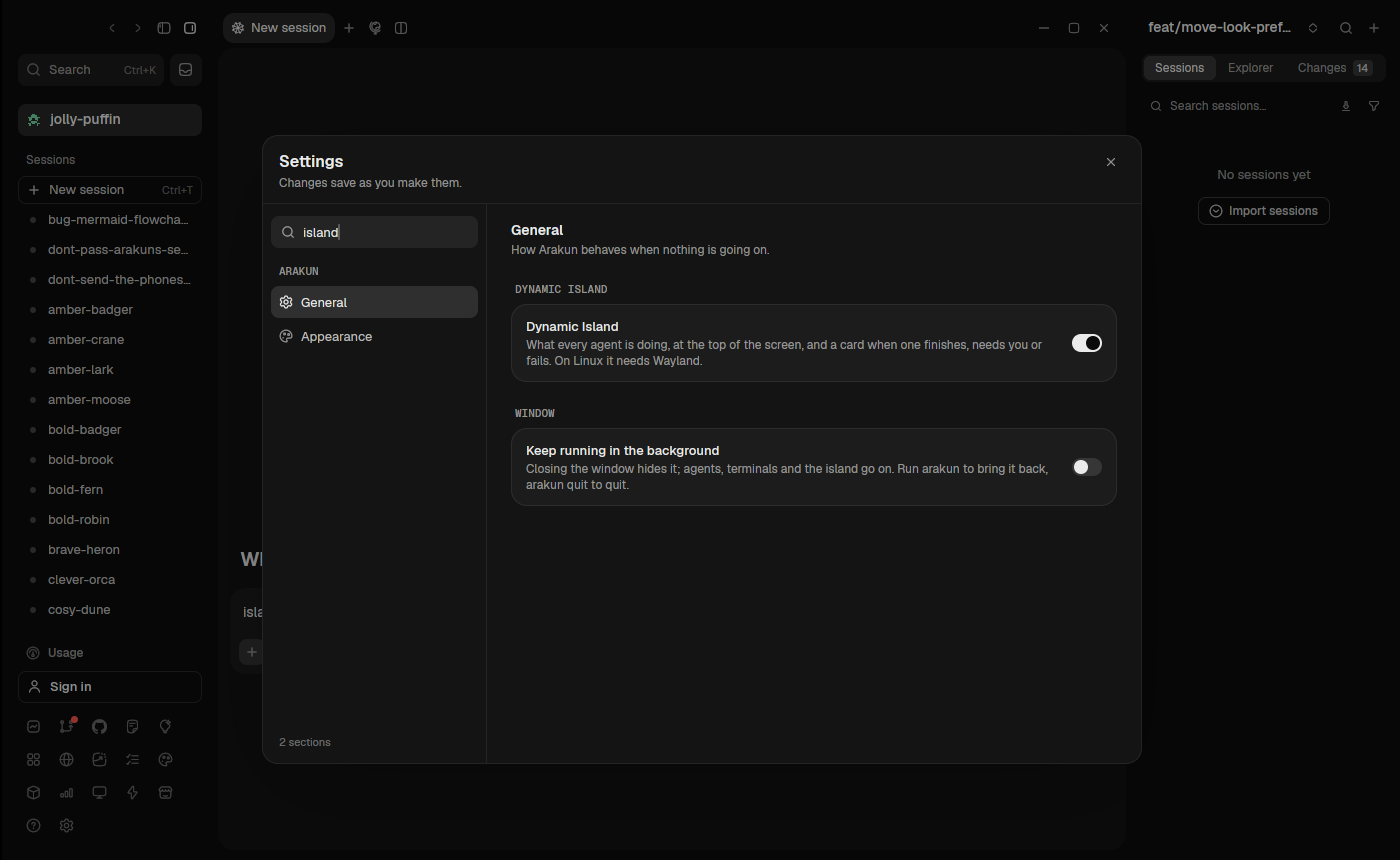 New session
feat/move-look-pref...
Search
Ctrl+K
Sessions
Explorer
Changes
14
jolly-puffin
Search sessions...
Sessions
New session
Ctrl+T
bug-mermaid-flowcha...
dont-pass-arakuns-se...
dont-send-the-phones...
amber-badger
amber-crane
amber-lark
amber-moose
bold-badger
bold-brook
bold-fern
bold-robin
brave-heron
clever-orca
cosy-dune
Usage
Sign in
Settings
Changes save as you make them.
island
ARAKUN
General
Appearance
2 sections
General
How Arakun behaves when nothing is going on.
DYNAMIC ISLAND
Dynamic Island
What every agent is doing, at the top of the screen, and a card when one finishes, needs you or
fails. On Linux it needs Wayland.
WINDOW
Keep running in the background
Closing the window hides it; agents, terminals and the island go on. Run arakun to bring it back,
arakun quit to quit.
No sessions yet
Import sessions